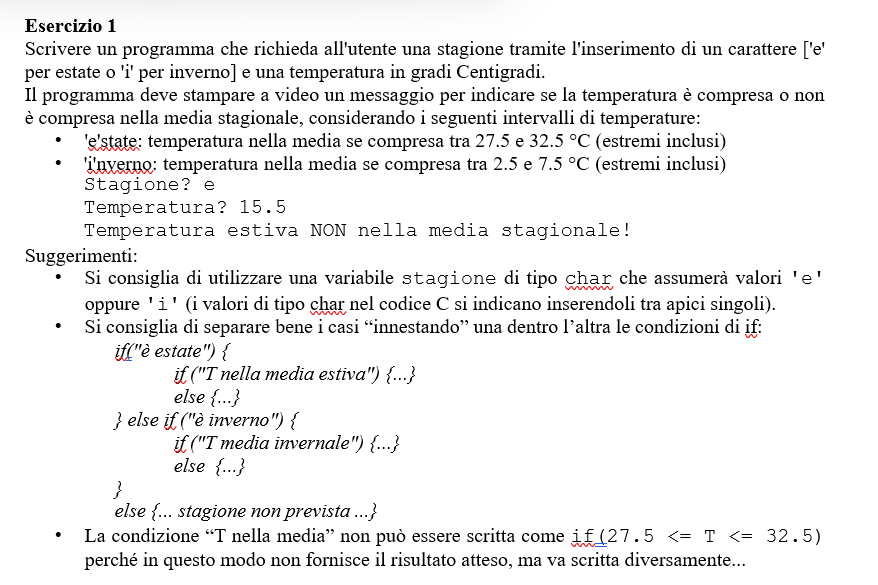 Esercizio 1
Scrivere un programma che richieda all'utente una stagione tramite l'inserimento di un carattere ['e'
per estate o 'i' per inverno] e una temperatura in gradi Centigradi.
Il programma deve stampare a video un messaggio per indicare se la temperatura è compresa o non
è compresa nella media stagionale, considerando i seguenti intervalli di temperature:
• 'e'state: temperatura nella media se compresa tra 27.5 e 32.5 °C (estremi inclusi)
• 'i'nverno: temperatura nella media se compresa tra 2.5 e 7.5 °C (estremi inclusi)
Stagione? e
Temperatura? 15.5
Temperatura estiva NON nella media stagionale!
Suggerimenti:
• Si consiglia di utilizzare una variabile stagione di tipo char che assumerà valori 'e'
oppure 'i' (i valori di tipo char nel codice C si indicano inserendoli tra apici singoli).
• Si consiglia di separare bene i casi “innestando” una dentro l’altra le condizioni di if:
if("è estate") {
if ("T nella media estiva") {...}
else {...}
} else if ("è inverno") {
if ("T media invernale") {...}
else {...}
}
else {... stagione non prevista ...}
• La condizione “T nella media” non può essere scritta come if(27.5 <= T <= 32.5)
perché in questo modo non fornisce il risultato atteso, ma va scritta diversamente...